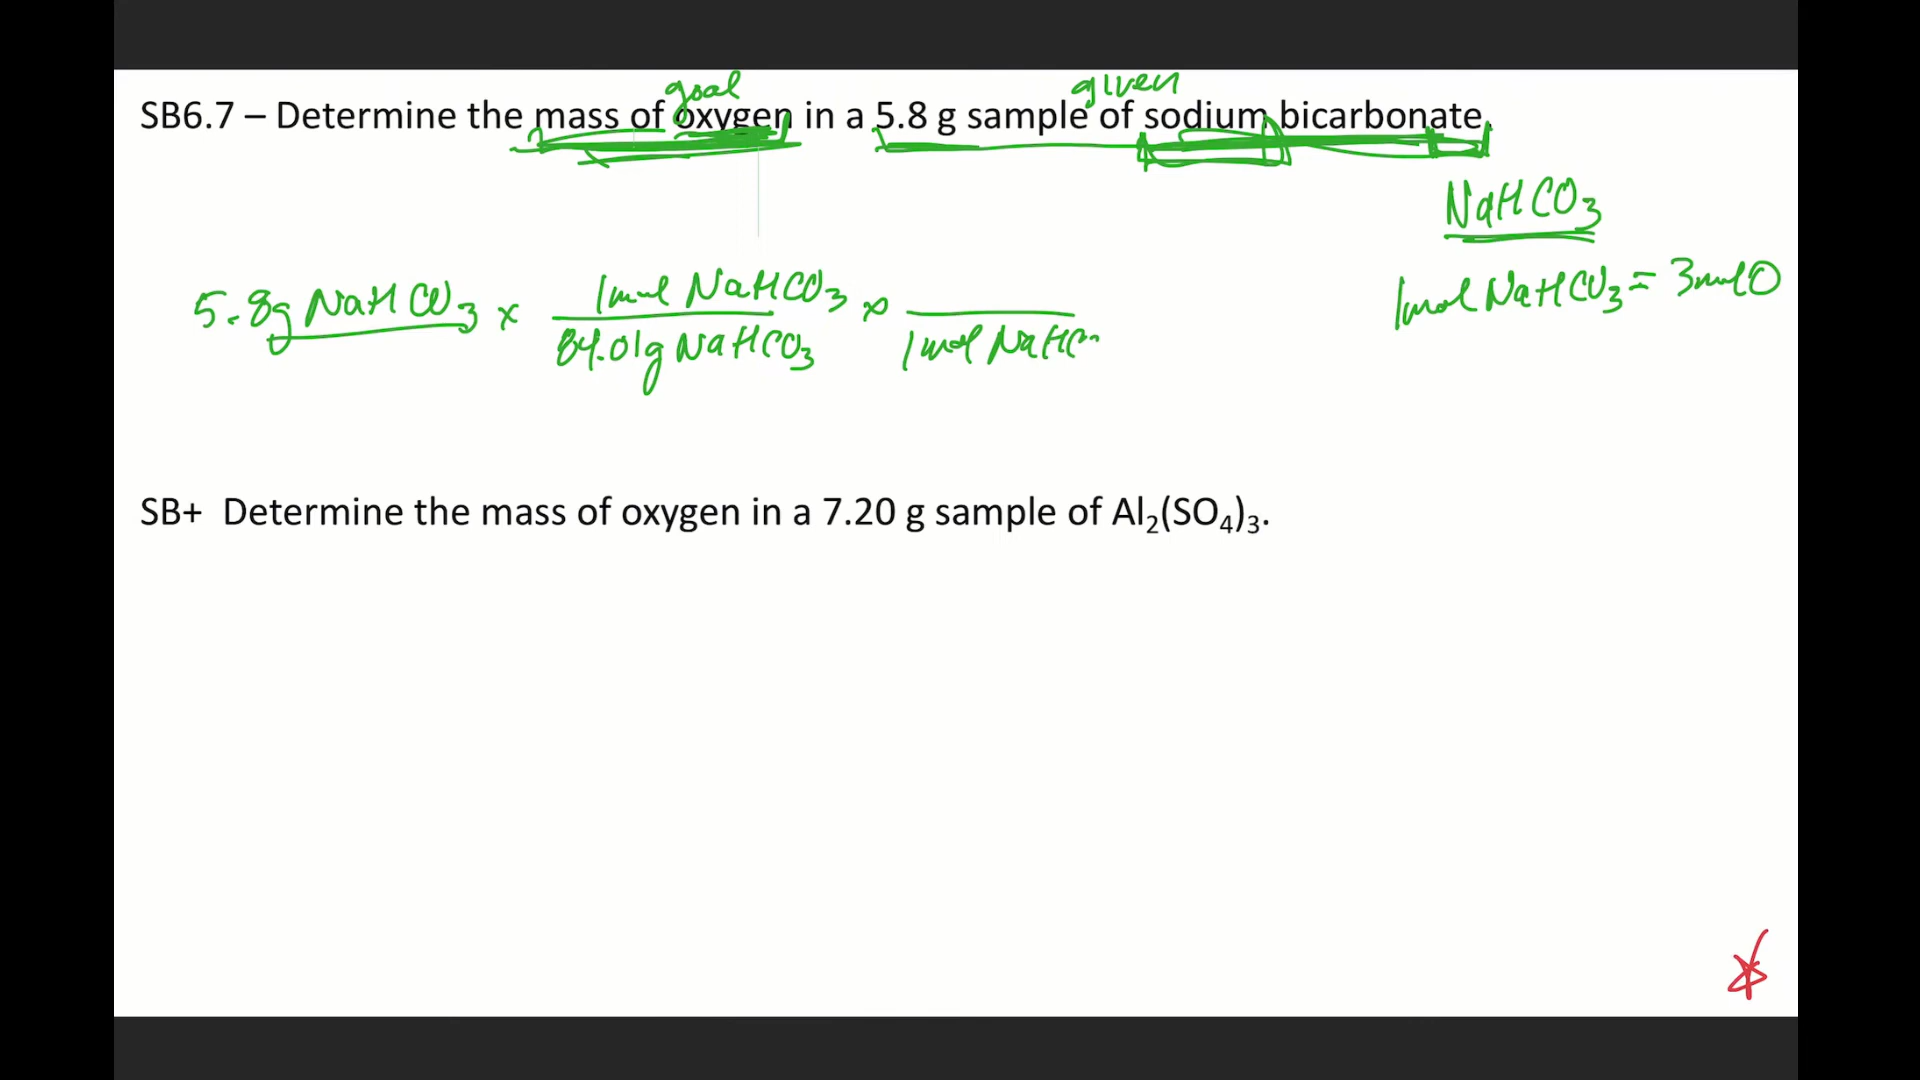 goal given
SB6.7 – Determine the mass of oxygen in a 5.8 g sample of sodium bicarbonate.
NaHCO₃
1mol NaHCO₃ = 3mol O
5.8g NaHCO₃ x 1mol NaHCO₃ x
84.01g NaHCO₃ 1mol NaHC
SB+ Determine the mass of oxygen in a 7.20 g sample of Al₂(SO₄)₃.